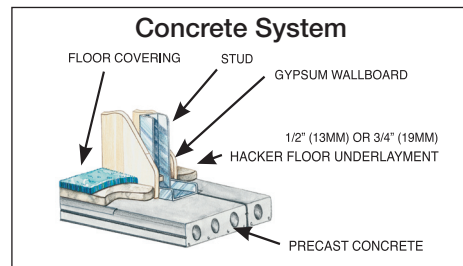 Concrete System
FLOOR COVERING
STUD
GYPSUM WALLBOARD
1/2" (13MM) OR 3/4" (19MM)
HACKER FLOOR UNDERLAYMENT
PRECAST CONCRETE